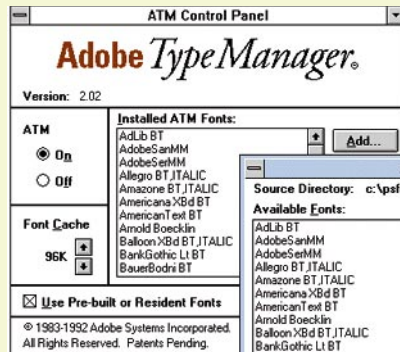 ATM Control Panel
Adobe Type Manager®
Version: 2.02
ATM
On
Off
Font Cache
96K
Installed ATM Fonts:
AdLib BT
AdobeSanMM
AdobeSerMM
Allegro BT,ITALIC
Amazone BT,ITALIC
Americana XBd BT
AmericanText BT
Arnold Boecklin
Balloon XBd BT,ITALIC
BankGothic Lt BT
BauerBodni BT
Add...
Use Pre-built or Resident Fonts
© 1983-1992 Adobe Systems Incorporated.
All Rights Reserved. Patents Pending.
Source Directory: c:\psf
Available Fonts:
AdLib BT
AdobeSanMM
AdobeSerMM
Allegro BT,ITALIC
Amazone BT,ITALIC
Americana XBd BT
AmericanText BT
Arnold Boecklin
Balloon XBd BT,ITALIC
BankGothic Lt BT